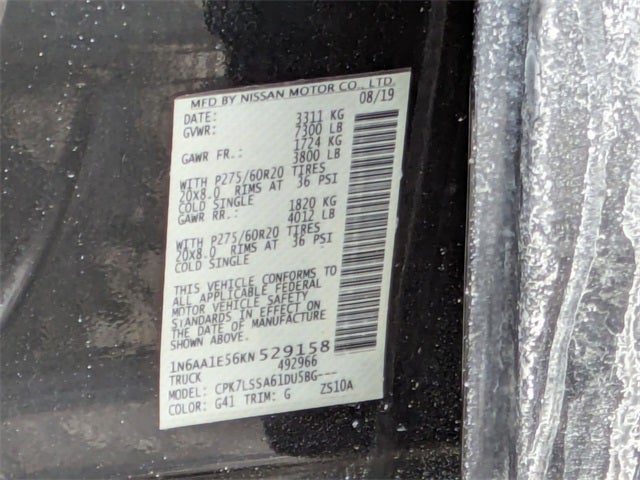 MFD BY NISSAN MOTOR CO., LTD.
DATE: 08/19
GVWR: 3311 KG
7300 LB
GAWR FR.: 1724 KG
3800 LB
WITH P275/60R20 TIRES
20X8.0 RIMS AT 36 PSI
COLD SINGLE
GAWR RR.: 1820 KG
4012 LB
WITH P275/60R20 TIRES
20X8.0 RIMS AT 36 PSI
COLD SINGLE
THIS VEHICLE CONFORMS TO
ALL APPLICABLE FEDERAL
MOTOR VEHICLE SAFETY
STANDARDS IN EFFECT ON
THE DATE OF MANUFACTURE
SHOWN ABOVE.
1N6AA1E56KN529158
TRUCK 492966
MODEL: CPK7LSSA61DU5BG---
COLOR: G41 TRIM: G ZS10A